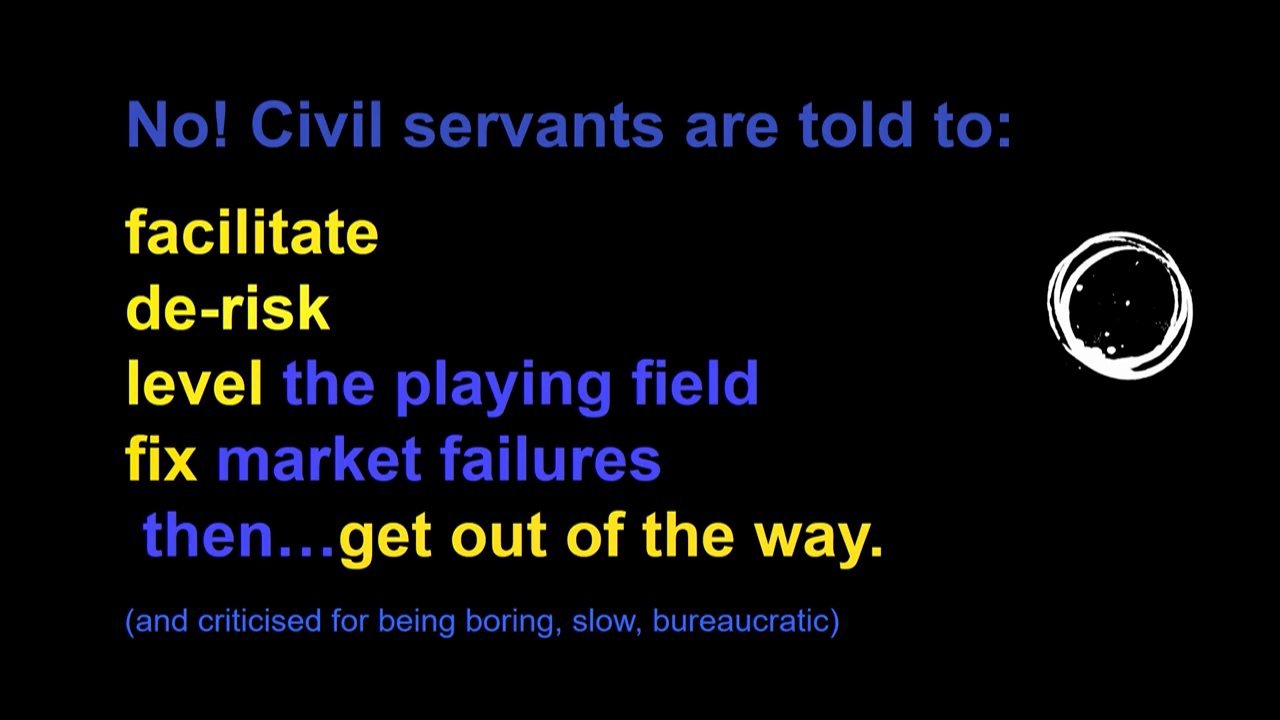 No! Civil servants are told to:
facilitate
de-risk
level the playing field
fix market failures
then…get out of the way.
(and criticised for being boring, slow, bureaucratic)